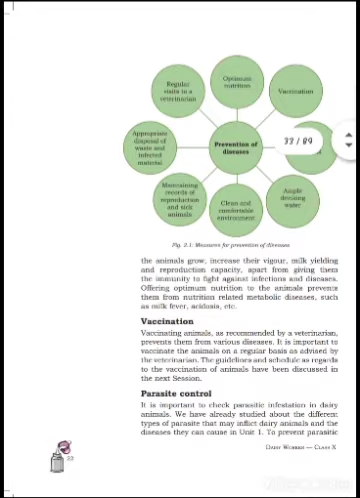 Optimum
nutrition
Regular
visits to a
veterinarian
Vaccination
Appropriate
disposal of
waste and
infected
material
Prevention of
diseases
33 / 89
Maintaining
records of
reproduction
and sick
animals
Clean and
comfortable
environment
Ample
drinking
water
Fig. 2.1: Measures for prevention of diseases
the animals grow, increase their vigour, milk yielding
and reproduction capacity, apart from giving them
the immunity to fight against infections and diseases.
Offering optimum nutrition to the animals prevents
them from nutrition related metabolic diseases, such
as milk fever, acidosis, etc.
Vaccination
Vaccinating animals, as recommended by a veterinarian,
prevents them from various diseases. It is important to
vaccinate the animals on a regular basis as advised by
the veterinarian. The guidelines and schedule as regards
to the vaccination of animals have been discussed in
the next Session.
Parasite control
It is important to check parasitic infestation in dairy
animals. We have already studied about the different
types of parasite that may inflict dairy animals and the
diseases they can cause in Unit 1. To prevent parasitic
Dairy Worker — Class X